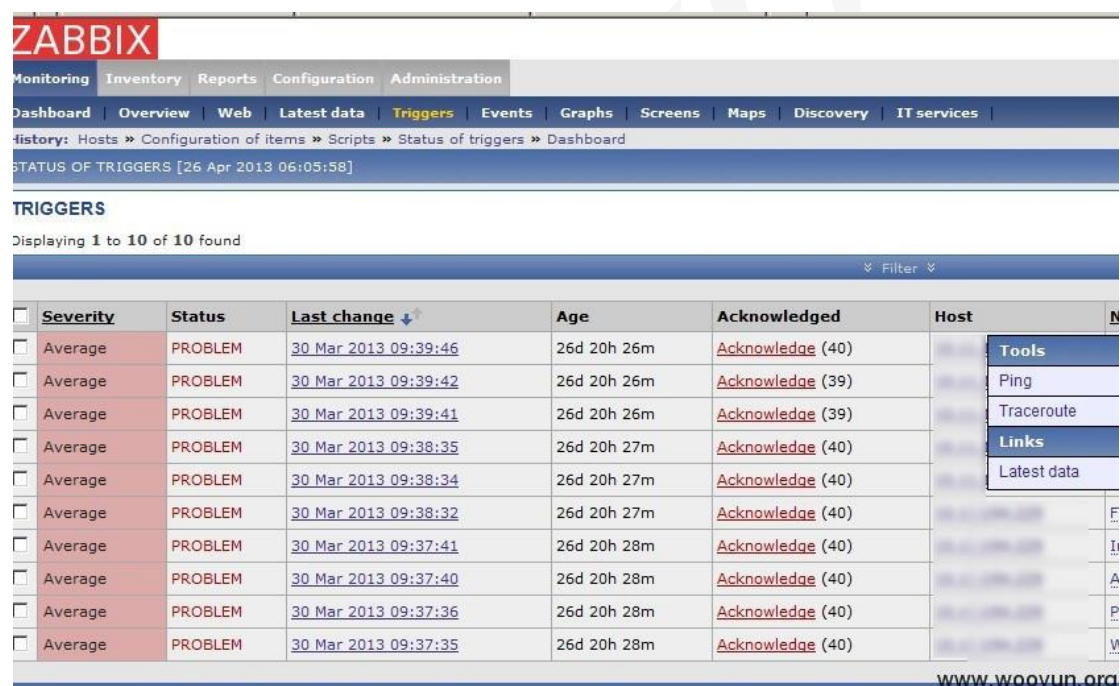 ZABBIX
Monitoring Inventory Reports Configuration Administration
Dashboard | Overview | Web | Latest data | Triggers | Events | Graphs | Screens | Maps | Discovery | IT services |
History: Hosts » Configuration of items » Scripts » Status of triggers » Dashboard
STATUS OF TRIGGERS [26 Apr 2013 06:05:58]
TRIGGERS
Displaying 1 to 10 of 10 found
Filter
Severity Status Last change Age Acknowledged Host N
Average PROBLEM 30 Mar 2013 09:39:46 26d 20h 26m Acknowledge (40) Tools
Average PROBLEM 30 Mar 2013 09:39:42 26d 20h 26m Acknowledge (39) Ping
Average PROBLEM 30 Mar 2013 09:39:41 26d 20h 26m Acknowledge (39) Traceroute
Average PROBLEM 30 Mar 2013 09:38:35 26d 20h 27m Acknowledge (40) Links
Average PROBLEM 30 Mar 2013 09:38:34 26d 20h 27m Acknowledge (40) Latest data
Average PROBLEM 30 Mar 2013 09:38:32 26d 20h 27m Acknowledge (40) F
Average PROBLEM 30 Mar 2013 09:37:41 26d 20h 28m Acknowledge (40) I
Average PROBLEM 30 Mar 2013 09:37:40 26d 20h 28m Acknowledge (40) A
Average PROBLEM 30 Mar 2013 09:37:36 26d 20h 28m Acknowledge (40) P
Average PROBLEM 30 Mar 2013 09:37:35 26d 20h 28m Acknowledge (40) W
www.wooyun.org